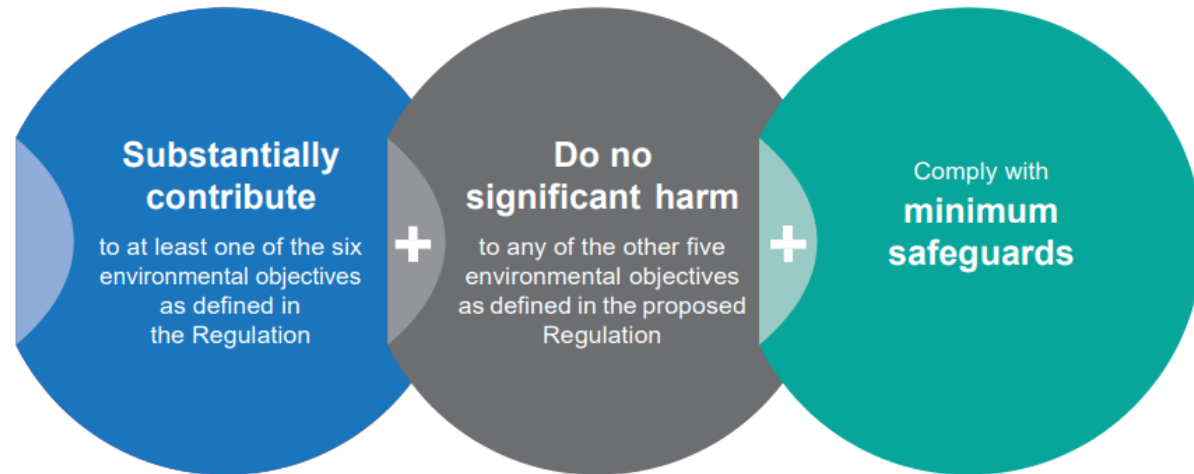 Substantially
contribute
to at least one of the six
environmental objectives
as defined in
the Regulation
+
Do no
significant harm
to any of the other five
environmental objectives
as defined in the proposed
Regulation
+
Comply with
minimum
safeguards